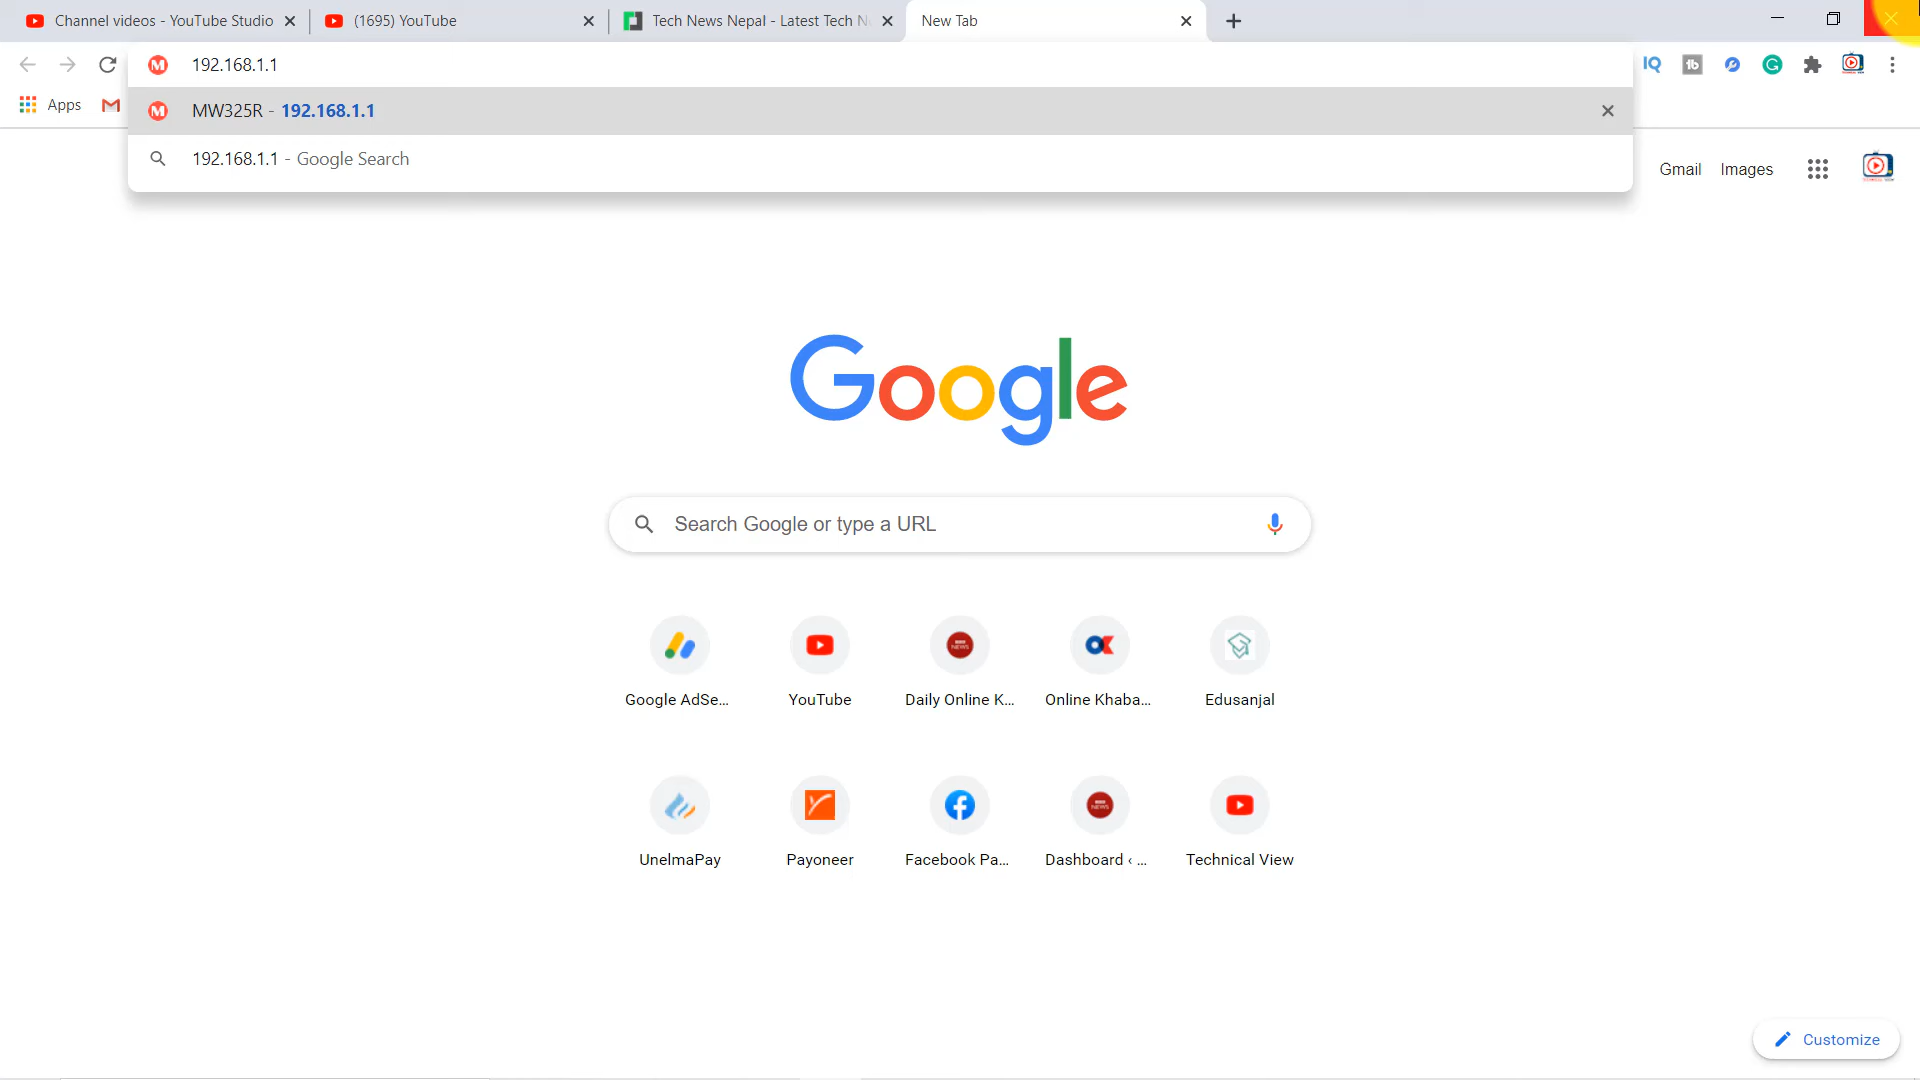 Channel videos - YouTube Studio
(1695) YouTube
Tech News Nepal - Latest Tech N
New Tab
192.168.1.1
IQ
tb
Apps
MW325R - 192.168.1.1
192.168.1.1 - Google Search
Gmail
Images
Google
Search Google or type a URL
Google AdSe...
YouTube
Daily Online K...
Online Khaba...
Edusanjal
UnelmaPay
Payoneer
Facebook Pa...
Dashboard ‹ ...
Technical View
Customize